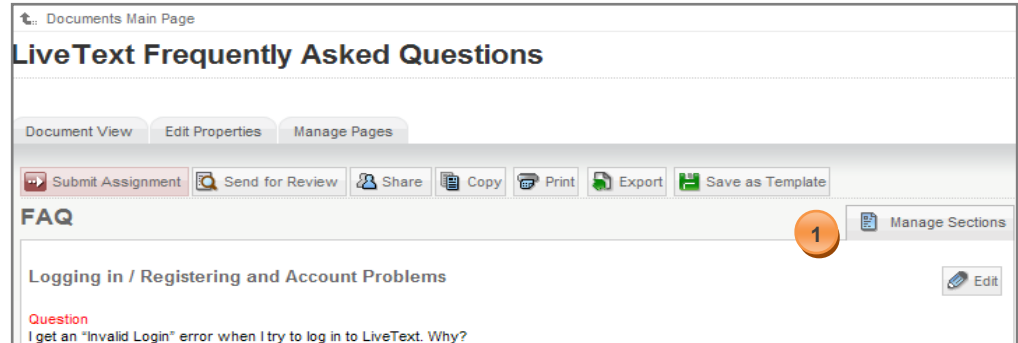 Documents Main Page
LiveText Frequently Asked Questions
Document View Edit Properties Manage Pages
Submit Assignment Send for Review Share Copy Print Export Save as Template
FAQ
1 Manage Sections
Logging in / Registering and Account Problems
Edit
Question
I get an “Invalid Login” error when I try to log in to LiveText. Why?